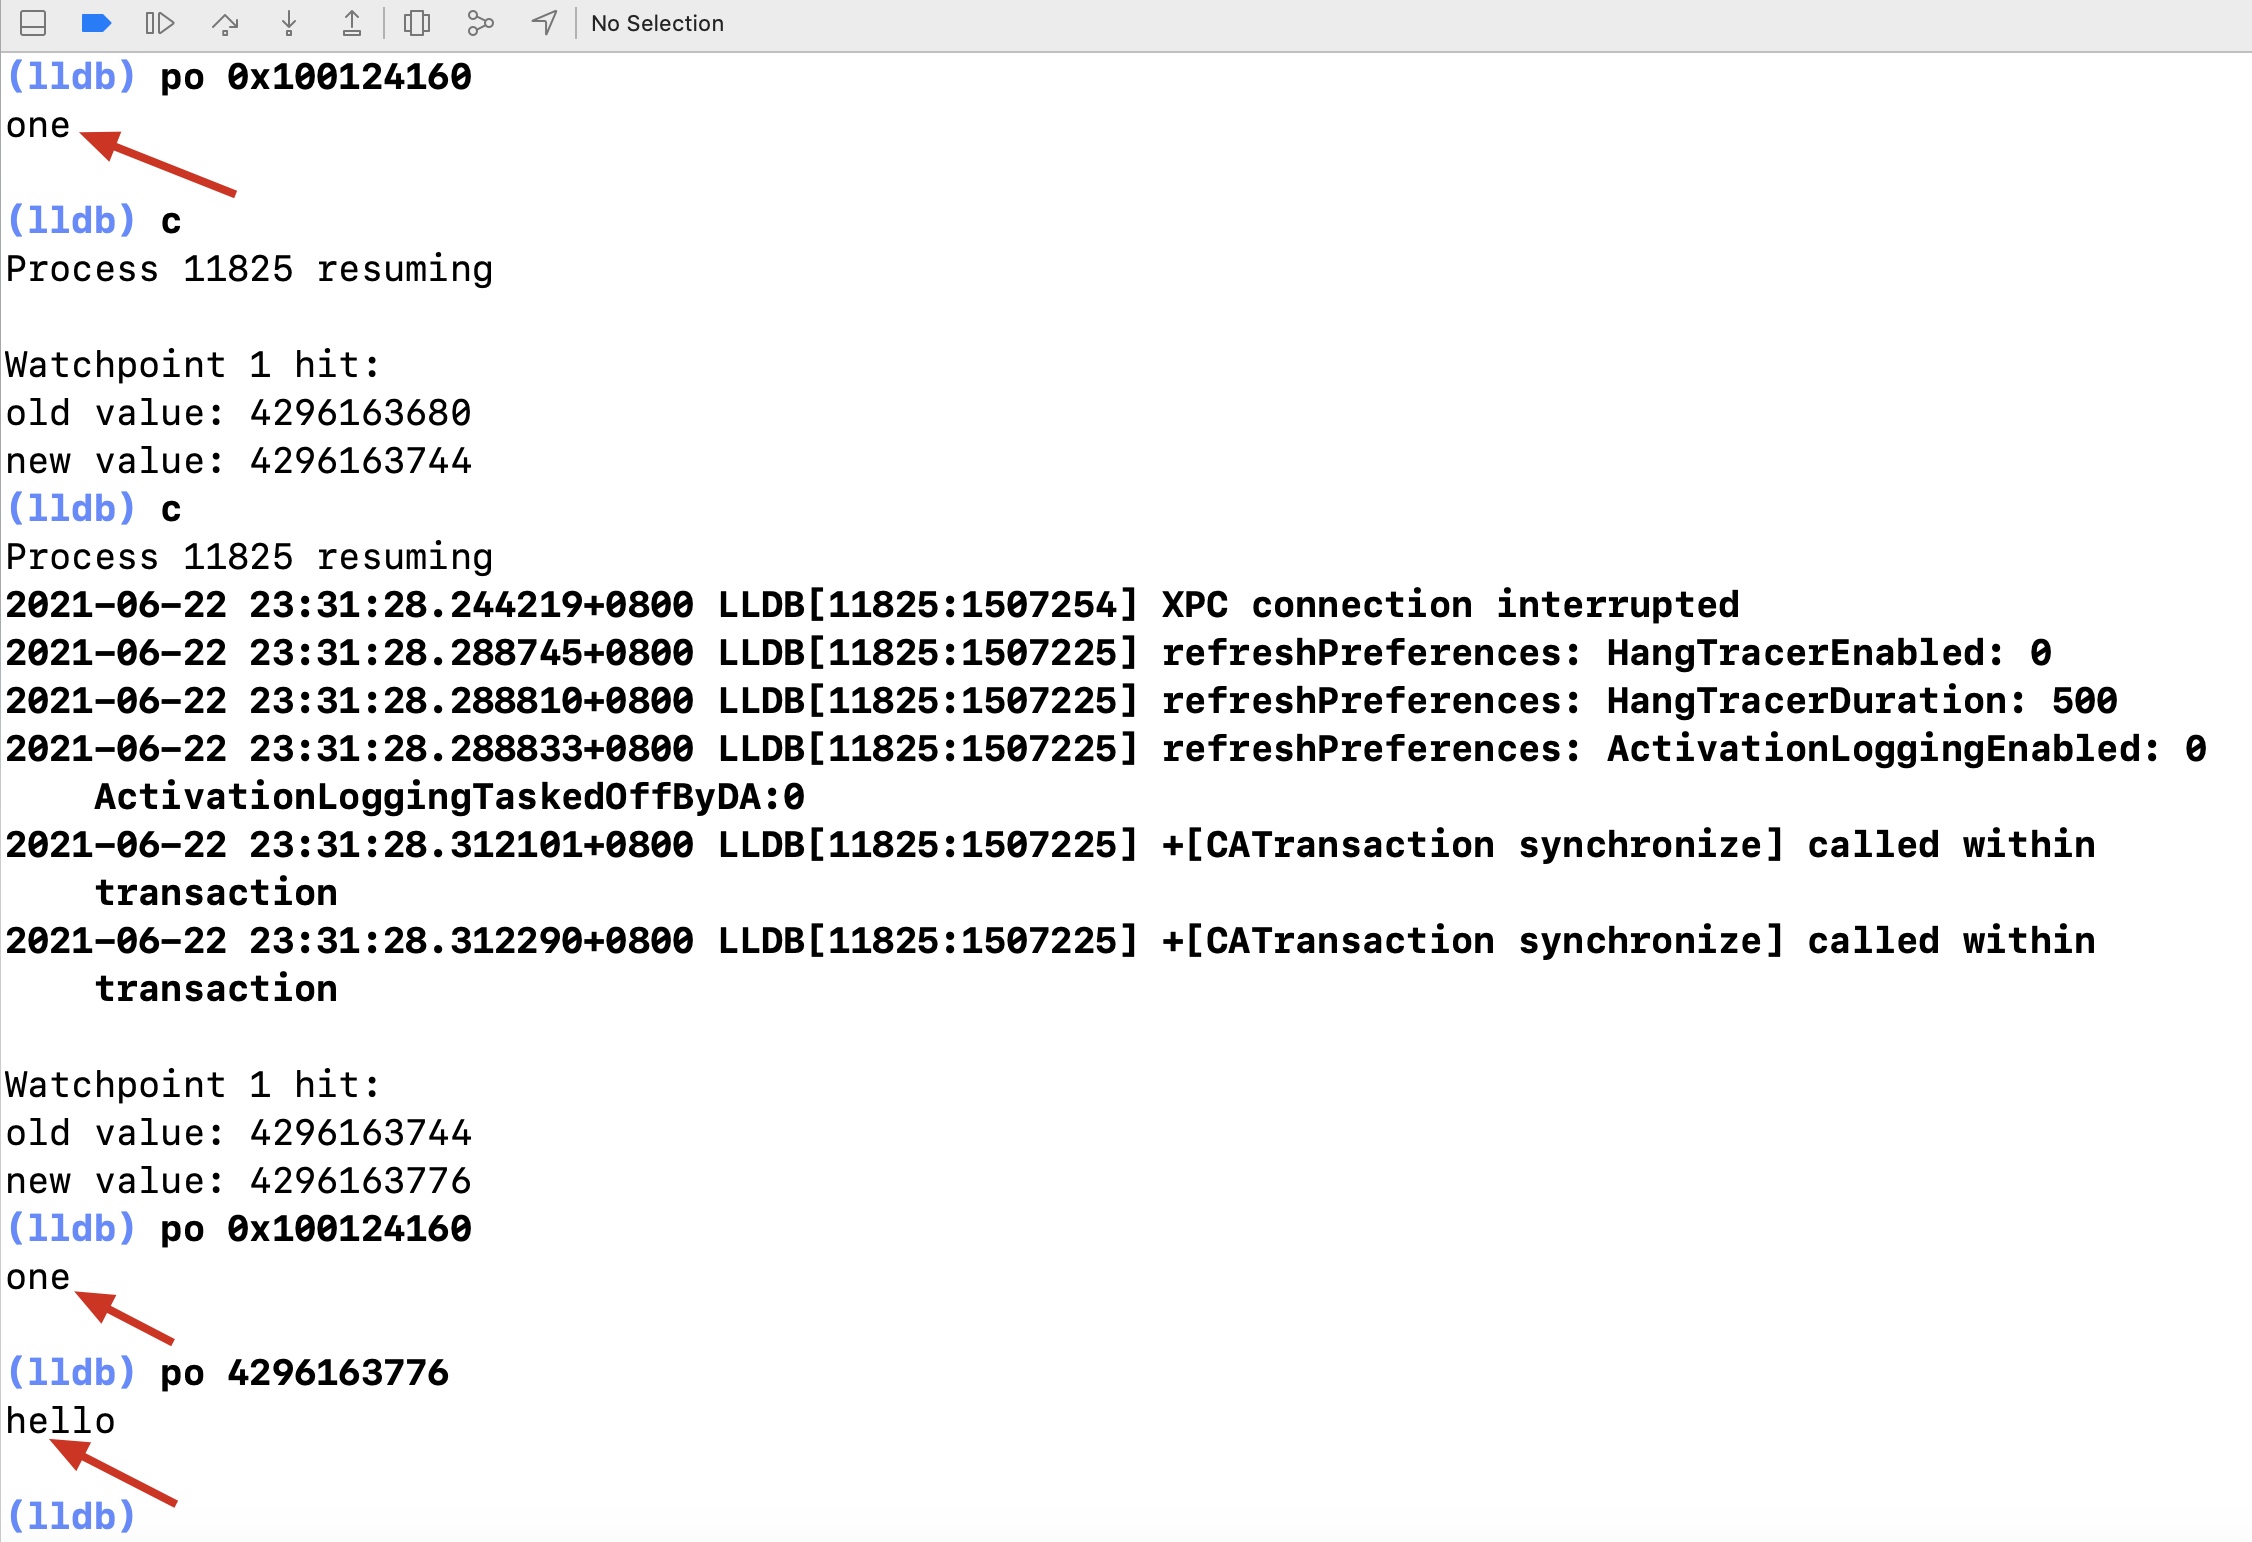 No Selection
(lldb) po 0x100124160
one
(lldb) c
Process 11825 resuming
Watchpoint 1 hit:
old value: 4296163680
new value: 4296163744
(lldb) c
Process 11825 resuming
2021-06-22 23:31:28.244219+0800 LLDB[11825:1507254] XPC connection interrupted
2021-06-22 23:31:28.288745+0800 LLDB[11825:1507225] refreshPreferences: HangTracerEnabled: 0
2021-06-22 23:31:28.288810+0800 LLDB[11825:1507225] refreshPreferences: HangTracerDuration: 500
2021-06-22 23:31:28.288833+0800 LLDB[11825:1507225] refreshPreferences: ActivationLoggingEnabled: 0
ActivationLoggingTaskedOffByDA:0
2021-06-22 23:31:28.312101+0800 LLDB[11825:1507225] +[CATransaction synchronize] called within
transaction
2021-06-22 23:31:28.312290+0800 LLDB[11825:1507225] +[CATransaction synchronize] called within
transaction
Watchpoint 1 hit:
old value: 4296163744
new value: 4296163776
(lldb) po 0x100124160
one
(lldb) po 4296163776
hello
(lldb)